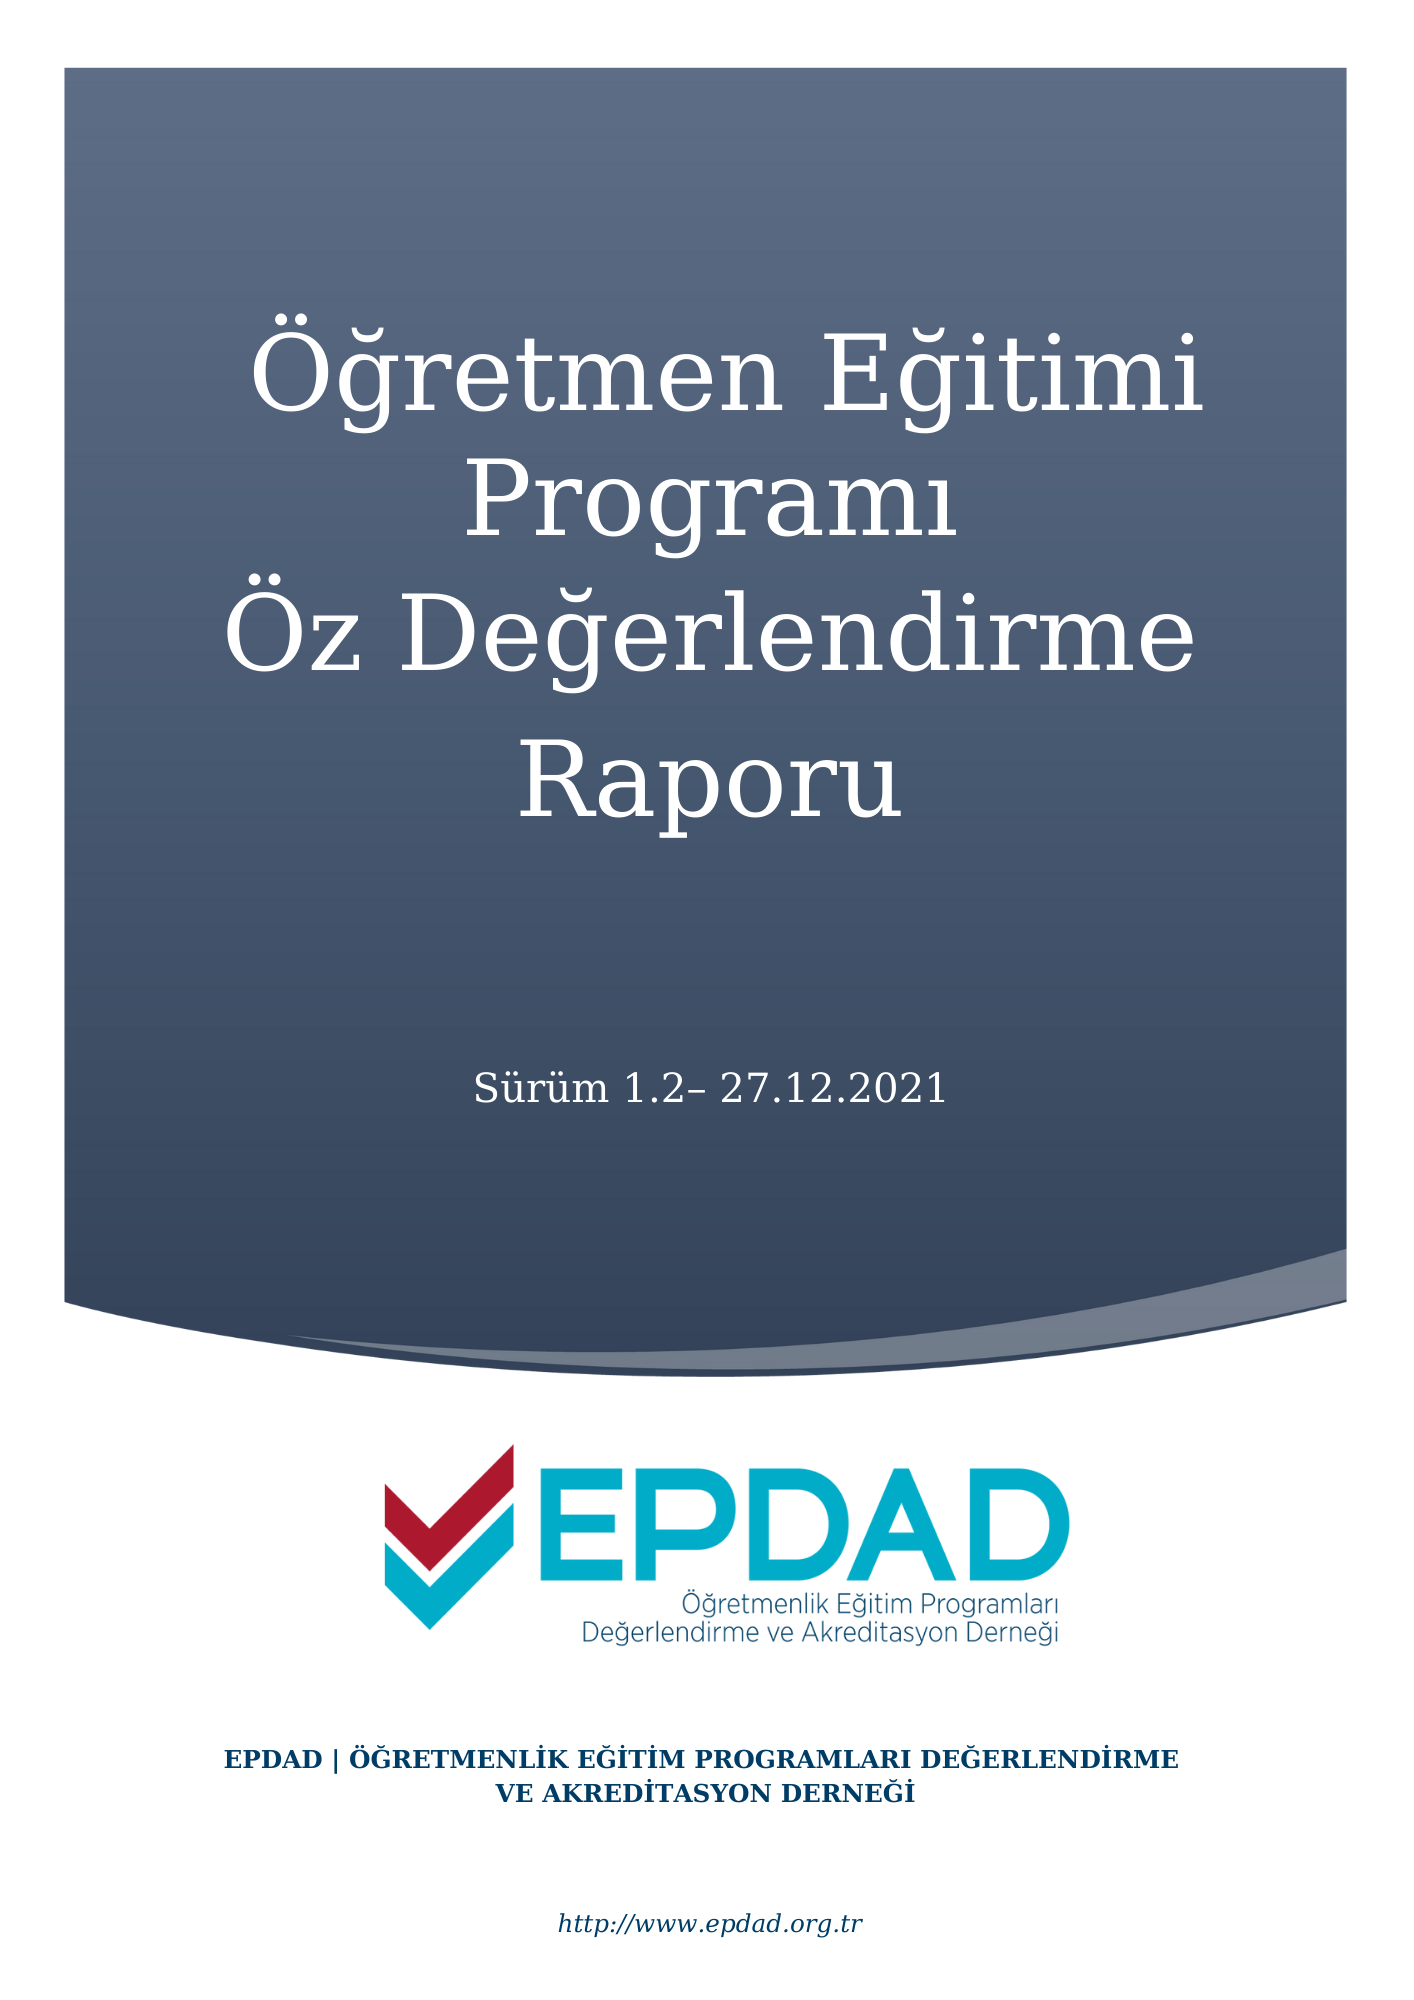 Öğretmen Eğitimi
Programı
Öz Değerlendirme
Raporu
Sürüm 1.2– 27.12.2021
EPDAD
Öğretmenlik Eğitim Programları
Değerlendirme ve Akreditasyon Derneği
EPDAD | ÖĞRETMENLİK EĞİTİM PROGRAMLARI DEĞERLENDİRME
VE AKREDİTASYON DERNEĞİ
http://www.epdad.org.tr